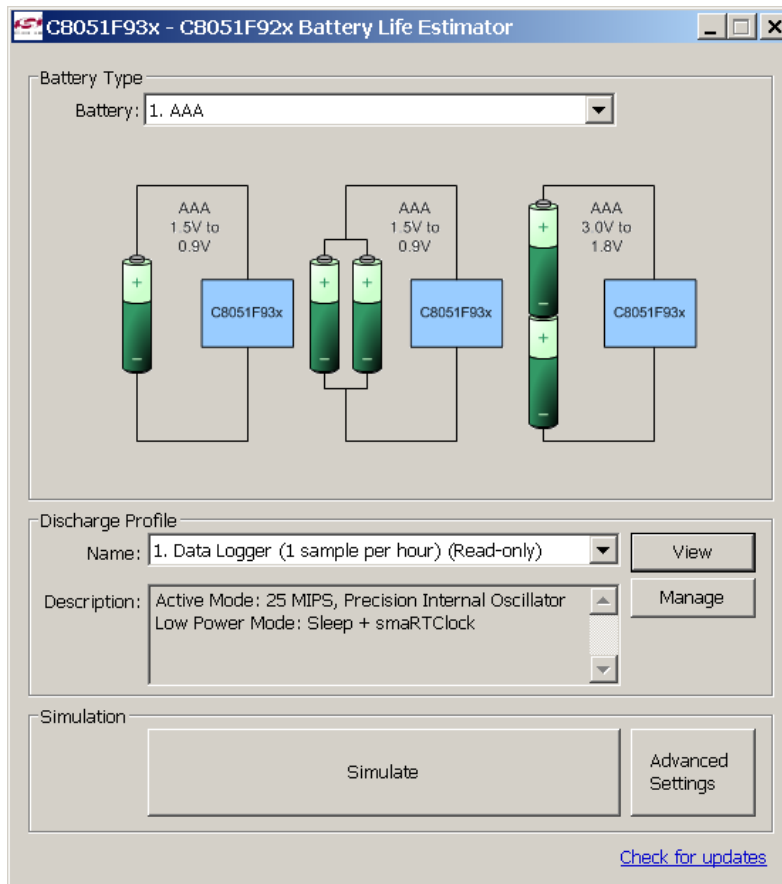 C8051F93x - C8051F92x Battery Life Estimator
Battery Type
Battery: 1. AAA
AAA
1.5V to
0.9V
C8051F93x
AAA
1.5V to
0.9V
C8051F93x
AAA
3.0V to
1.8V
C8051F93x
Discharge Profile
Name: 1. Data Logger (1 sample per hour) (Read-only)
View
Description: Active Mode: 25 MIPS, Precision Internal Oscillator
Low Power Mode: Sleep + smaRTClock
Manage
Simulation
Simulate
Advanced
Settings
Check for updates